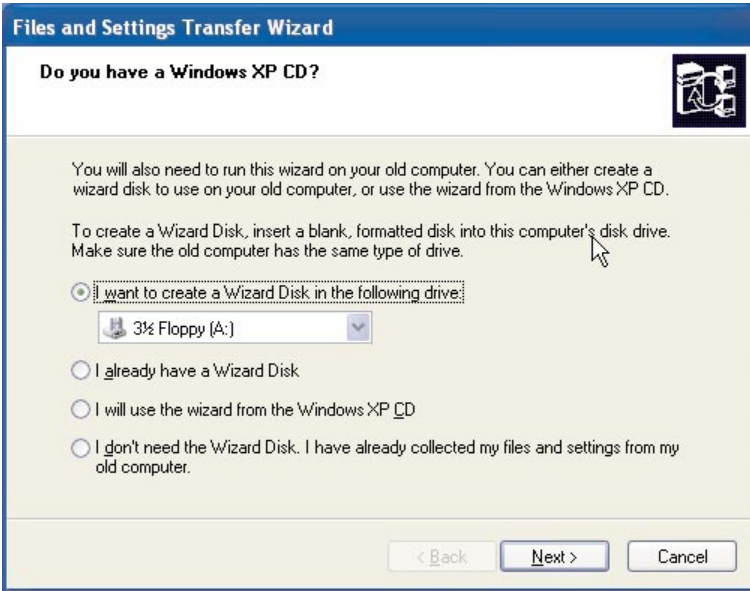 Files and Settings Transfer Wizard
Do you have a Windows XP CD?
You will also need to run this wizard on your old computer. You can either create a
wizard disk to use on your old computer, or use the wizard from the Windows XP CD.
To create a Wizard Disk, insert a blank, formatted disk into this computer's disk drive.
Make sure the old computer has the same type of drive.
I want to create a Wizard Disk in the following drive:
3½ Floppy (A:)
I already have a Wizard Disk
I will use the wizard from the Windows XP CD
I don't need the Wizard Disk. I have already collected my files and settings from my
old computer.
< Back Next > Cancel